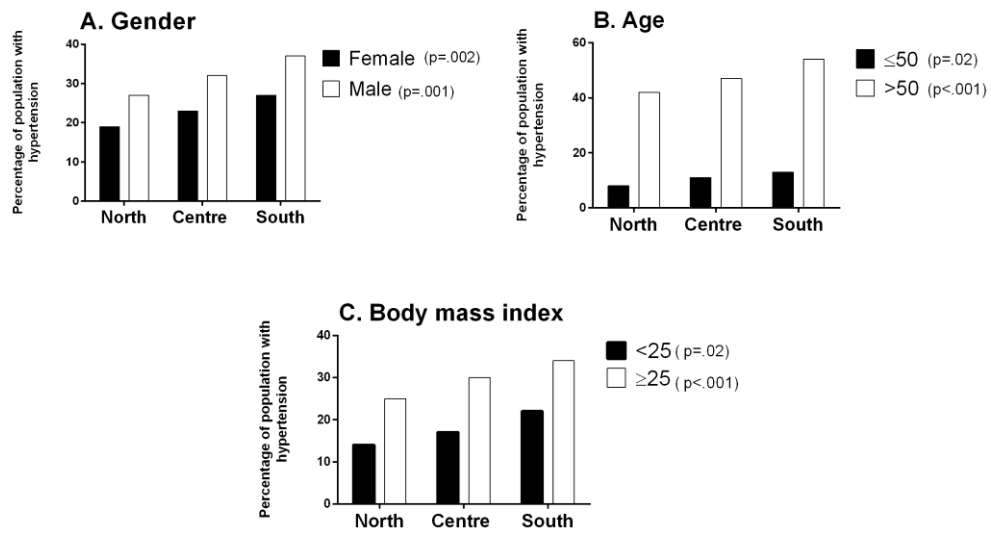 A. Gender
Percentage of population with
hypertension
40
30
20
10
0
North Centre South
Female (p=.002)
Male (p=.001)
B. Age
Percentage of population with
hypertension
60
40
20
0
North Centre South
≤50 (p=.02)
>50 (p<.001)
C. Body mass index
Percentage of population with
hypertension
40
30
20
10
0
North Centre South
<25 ( p=.02)
≥25 ( p<.001)